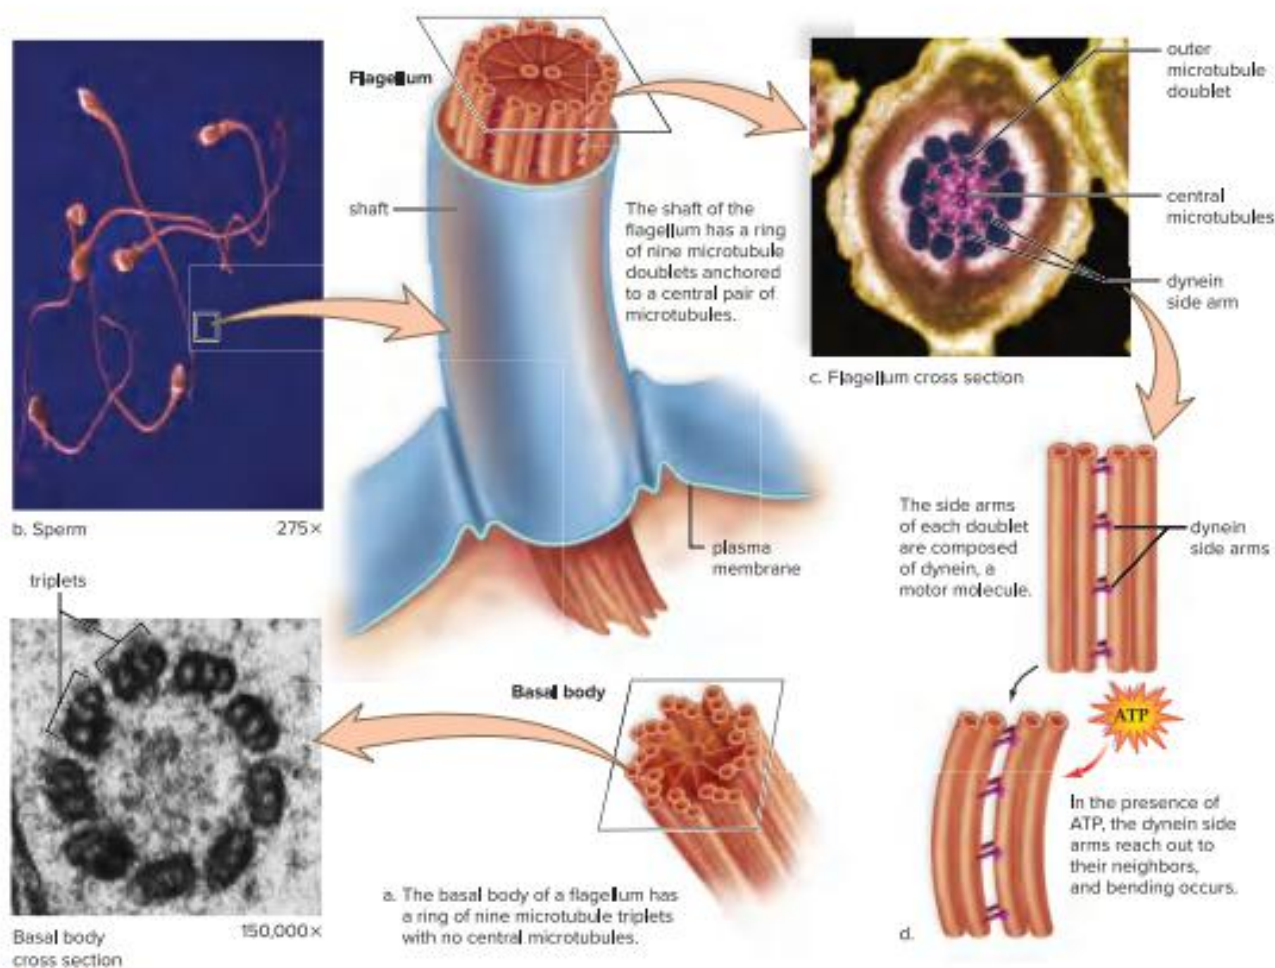 Flagellum
shaft
The shaft of the
flagellum has a ring
of nine microtubule
doublets anchored
to a central pair of
microtubules.
outer
microtubule
doublet
central
microtubules
dynein
side arm
c. Flagellum cross section
b. Sperm
275×
plasma
membrane
The side arms
of each doublet
are composed
of dynein, a
motor molecule.
dynein
side arms
triplets
Basal body
ATP
In the presence of
ATP, the dynein side
arms reach out to
their neighbors,
and bending occurs.
d.
a. The basal body of a flagellum has
a ring of nine microtubule triplets
with no central microtubules.
150,000×
Basal body
cross section